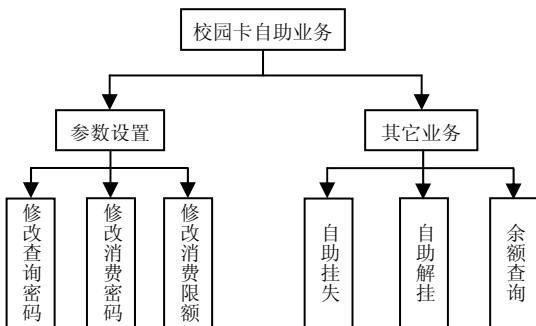 校园卡自助业务
参数设置
其它业务
修改查询密码
修改消费密码
修改消费限额
自助挂失
自助解挂
余额查询